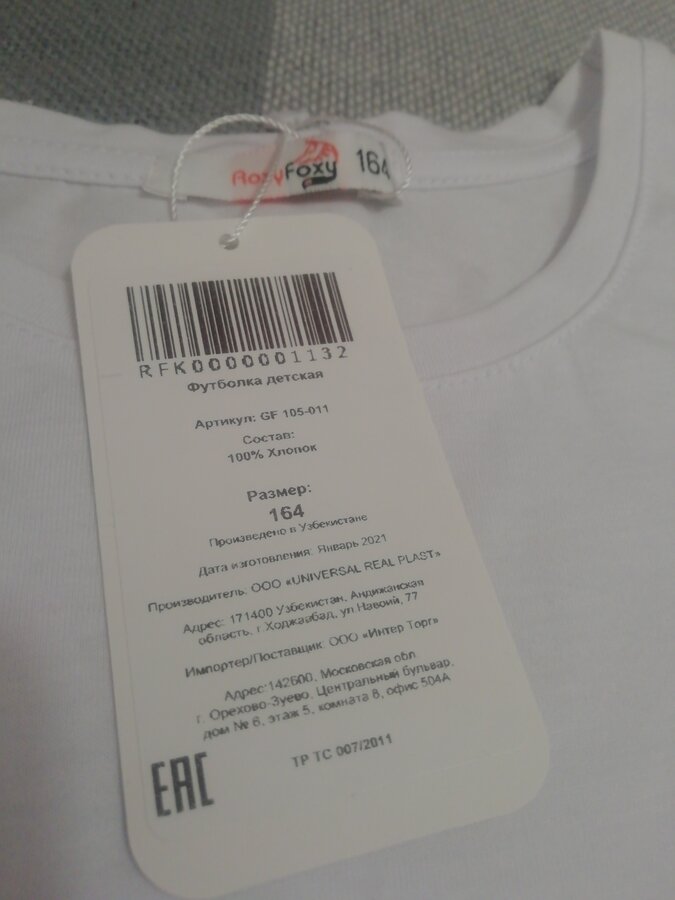 RoxyFoxy 164
RFK0000001132
Футболка детская
Артикул: GF 105-011
Состав:
100% Хлопок
Размер:
164
Произведено в Узбекистане
Дата изготовления: Январь 2021
Производитель: ООО «UNIVERSAL REAL PLAST»
Адрес: 171400 Узбекистан, Андижанская
область, г.Ходжаабад, ул Навоий, 77
Импортер/Поставщик: ООО «Интер Торг»
Адрес:142600, Московская обл.
г. Орехово-Зуево, Центральный бульвар,
дом № 6, этаж 5, комната 8, офис 504А
ТР ТС 007/2011
EAC